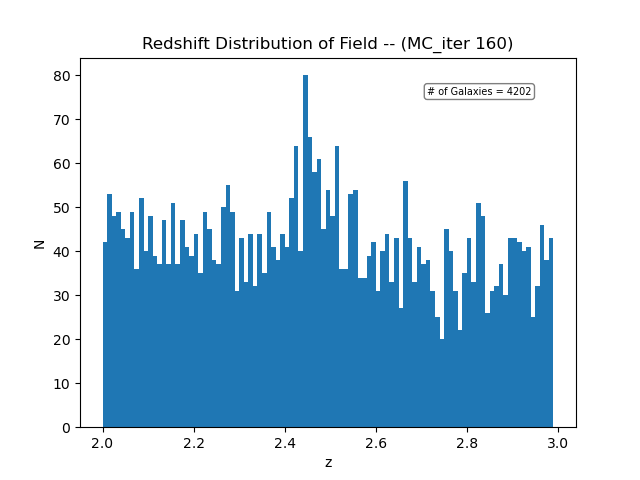 Redshift Distribution of Field -- (MC_iter 160)
# of Galaxies = 4202
80
70
60
50
40
30
20
10
0
N
2.0 2.2 2.4 2.6 2.8 3.0
z